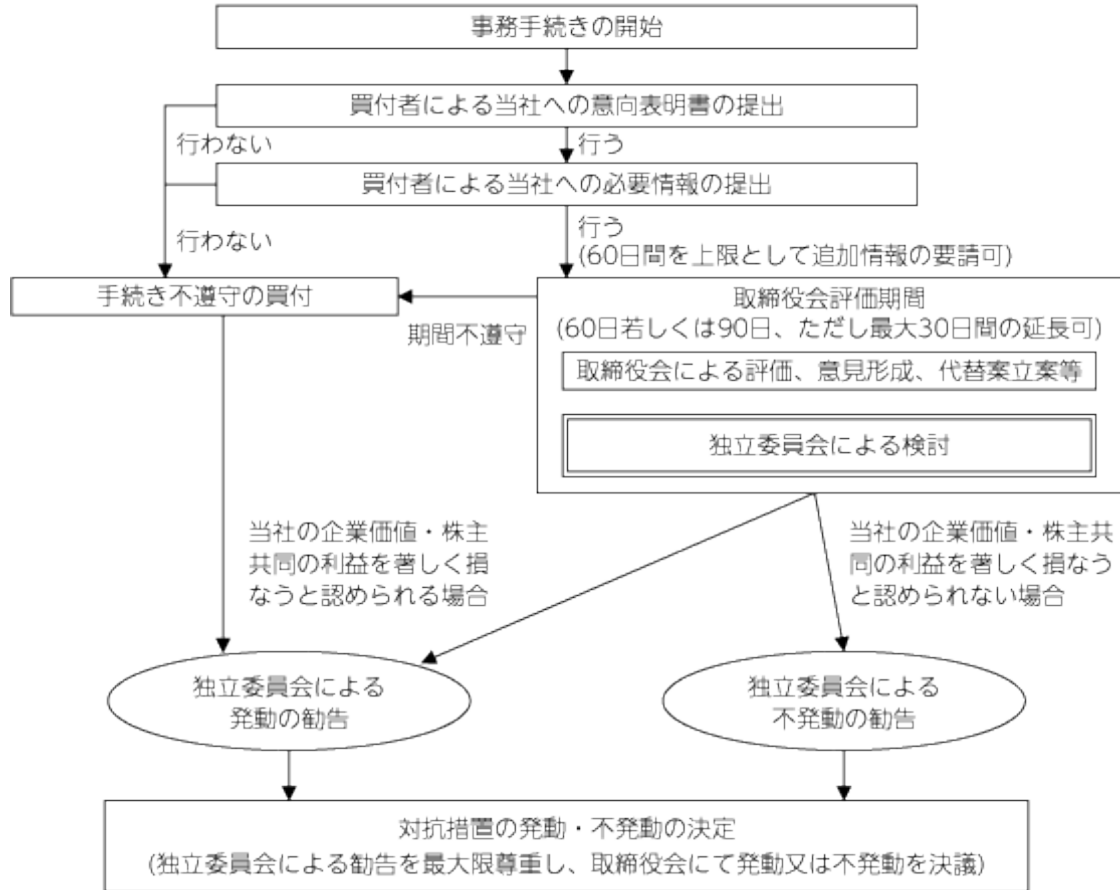 事務手続きの開始
買付者による当社への意向表明書の提出
行わない
行う
買付者による当社への必要情報の提出
行わない
行う
(60日間を上限として追加情報の要請可)
手続き不遵守の買付
期間不遵守
取締役会評価期間
(60日若しくは90日、ただし最大30日間の延長可)
取締役会による評価、意見形成、代替案立案等
独立委員会による検討
当社の企業価値・株主
共同の利益を著しく損
なうと認められる場合
当社の企業価値・株主共
同の利益を著しく損なう
と認められない場合
独立委員会による
発動の勧告
独立委員会による
不発動の勧告
対抗措置の発動・不発動の決定
(独立委員会による勧告を最大限尊重し、取締役会にて発動又は不発動を決議)